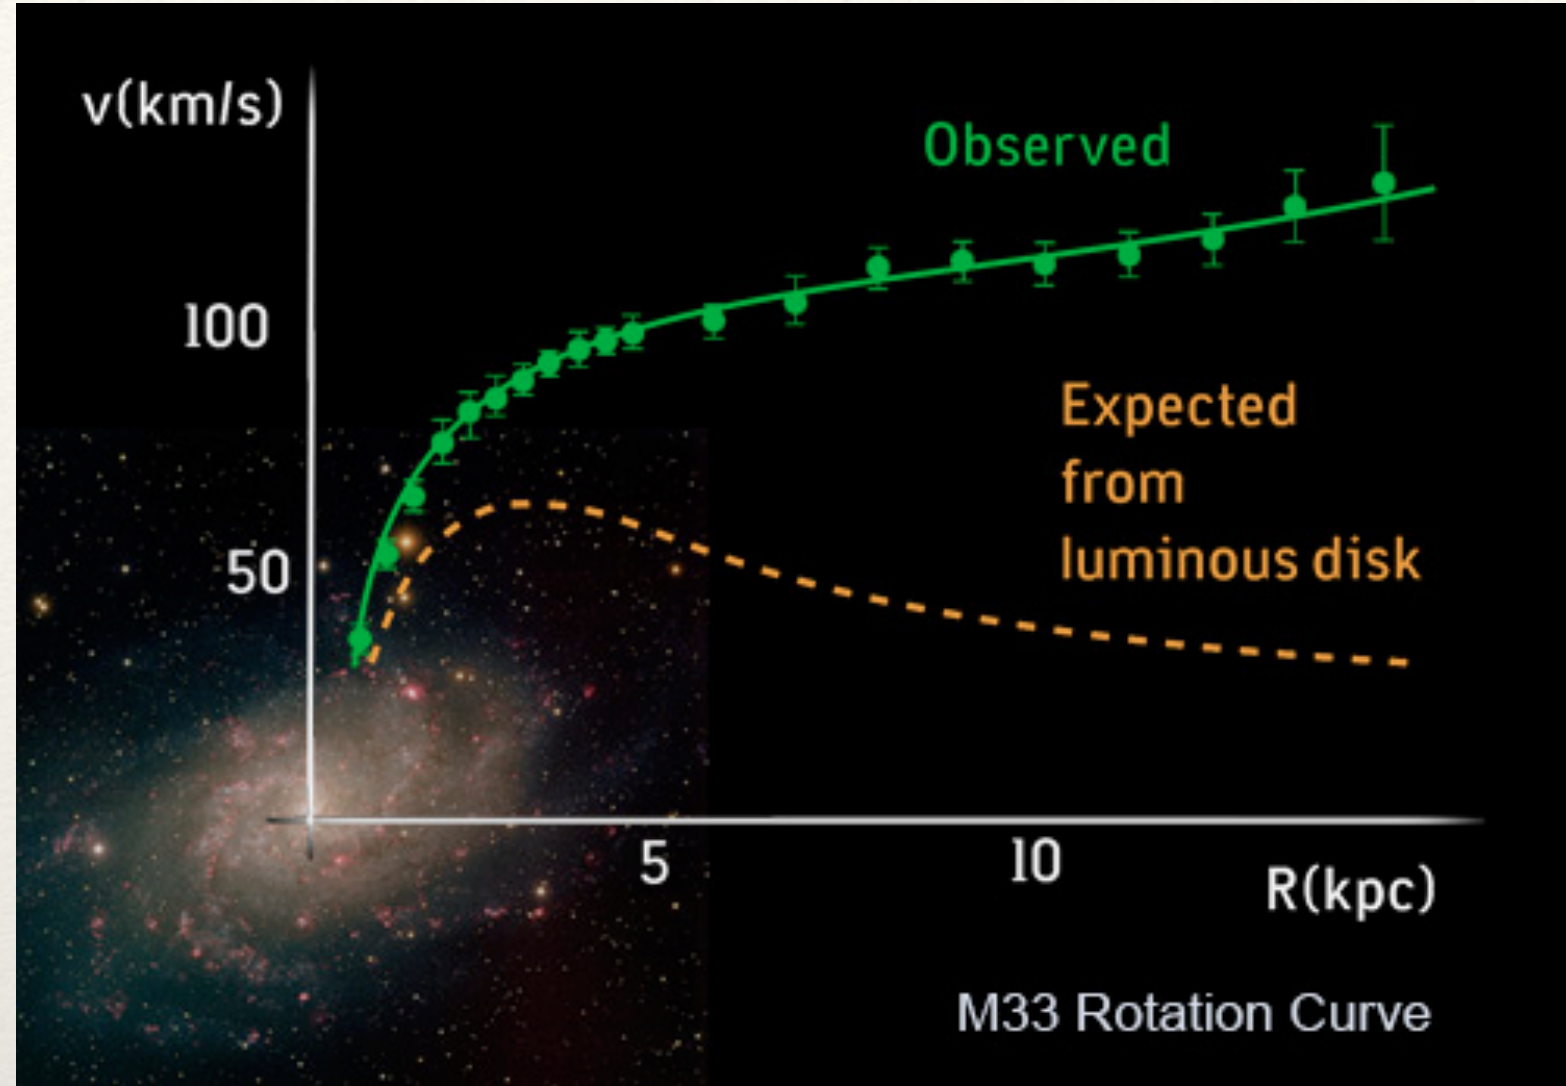 v(km/s)
Observed
100
Expected
from
luminous disk
50
5
10
R(kpc)
M33 Rotation Curve